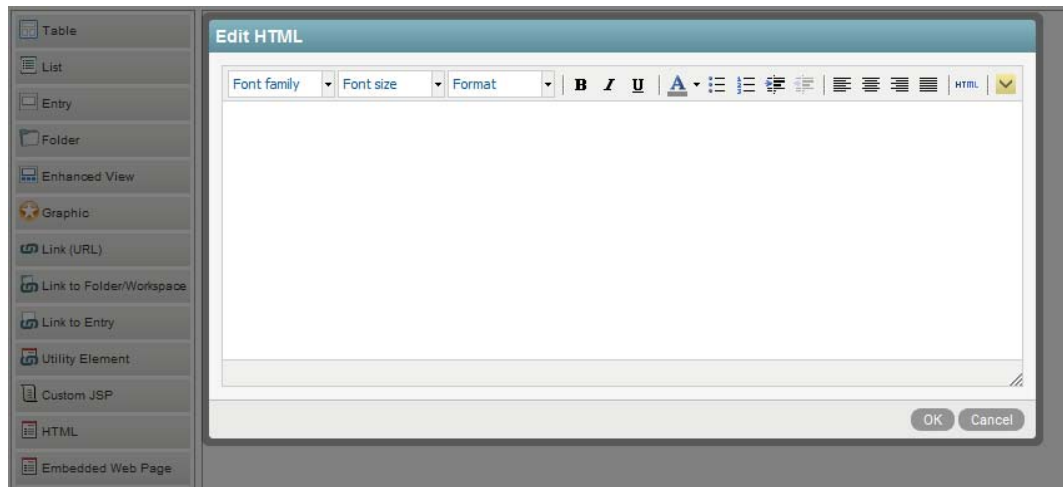 Table
List
Entry
Folder
Enhanced View
Graphic
Link (URL)
Link to Folder/Workspace
Link to Entry
Utility Element
Custom JSP
HTML
Embedded Web Page
Edit HTML
Font family Font size Format B I U A HTML
OK Cancel